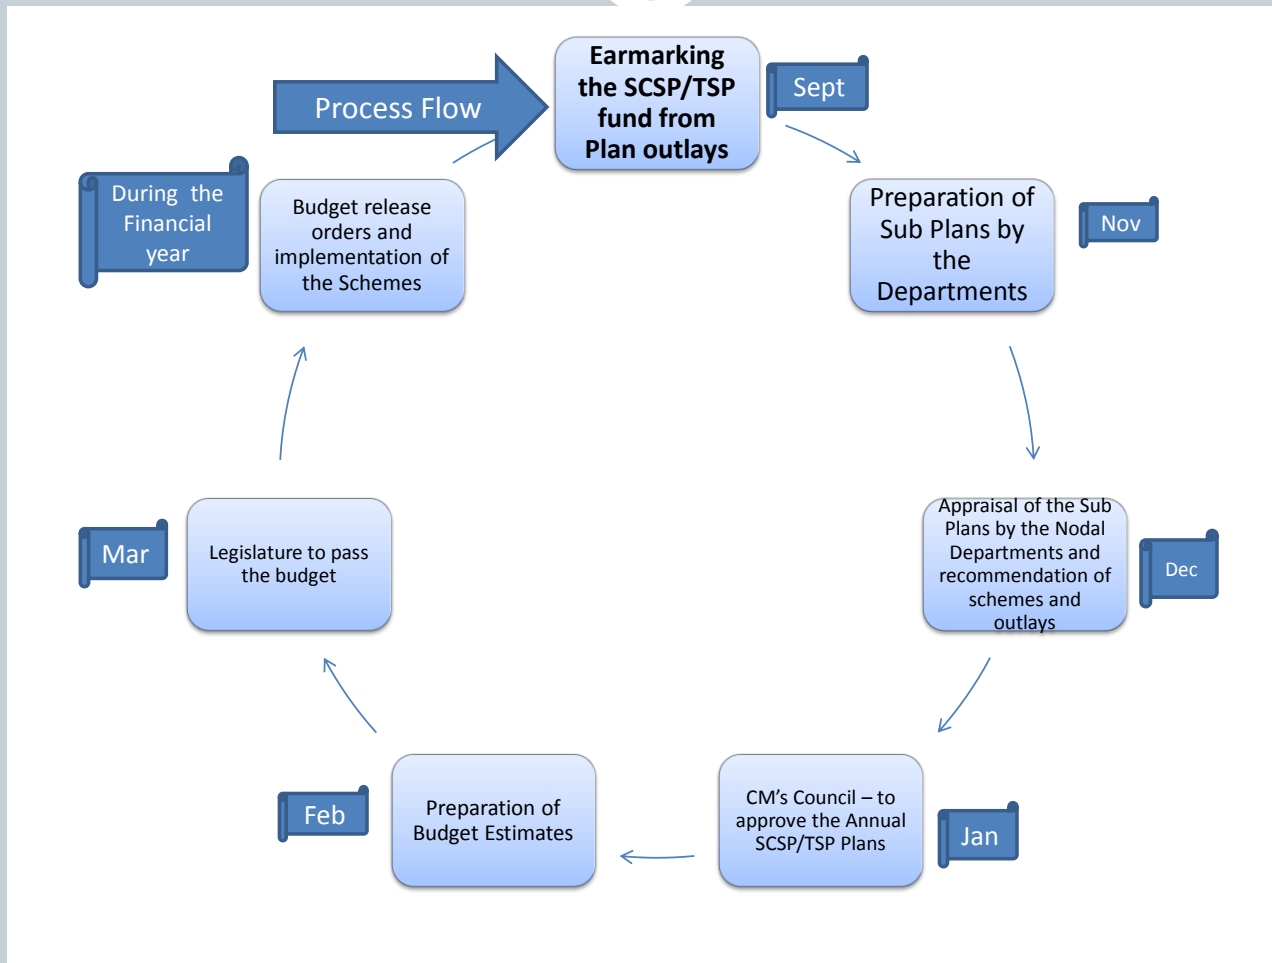 Process Flow
Earmarking
the SCSP/TSP
fund from
Plan outlays
Sept
Preparation of
Sub Plans by
the
Departments
Nov
Appraisal of the Sub
Plans by the Nodal
Departments and
recommendation of
schemes and
outlays
Dec
CM’s Council – to
approve the Annual
SCSP/TSP Plans
Jan
Preparation of
Budget Estimates
Feb
Legislature to pass
the budget
Mar
Budget release
orders and
implementation of
the Schemes
During the
Financial
year